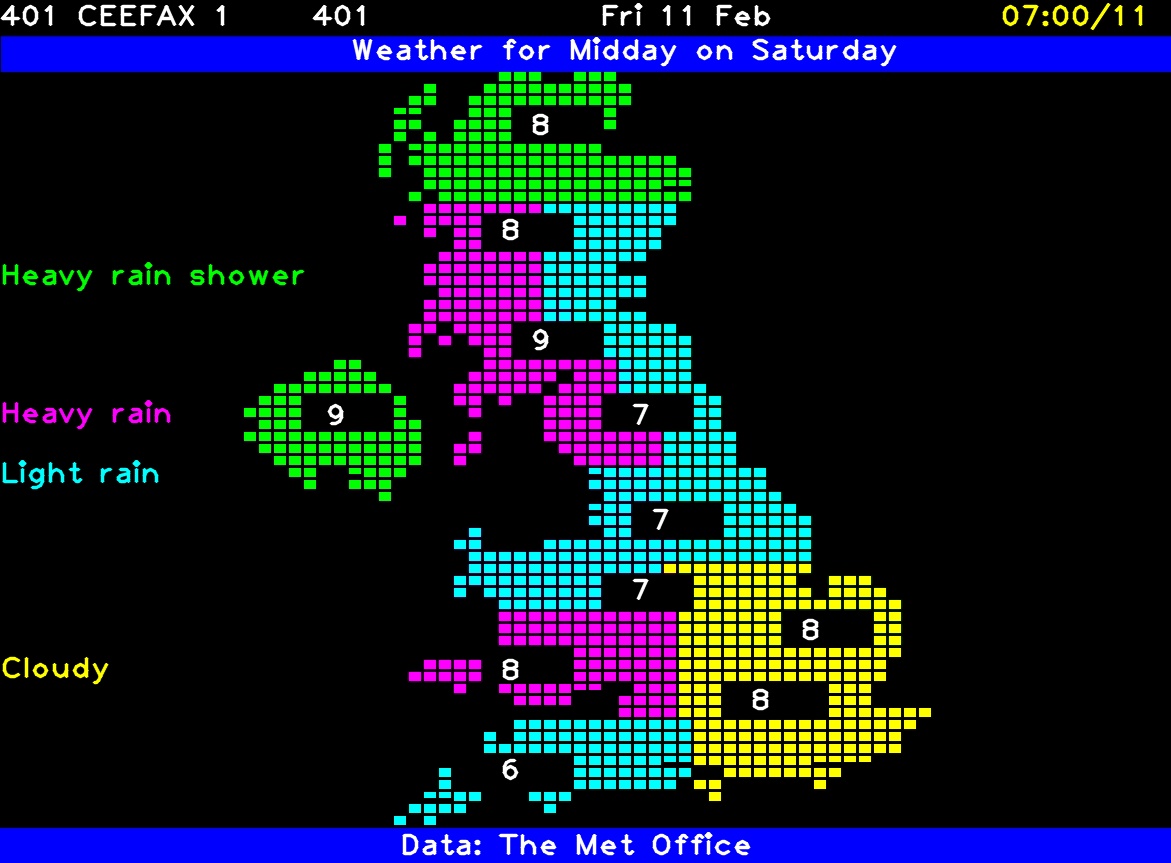 401 CEEFAX 1 401 Fri 11 Feb 07:00/11
Weather for Midday on Saturday
8
8
Heavy rain shower
9
Heavy rain 9 7
Light rain
7
7
8
Cloudy 8
8
6
Data: The Met Office